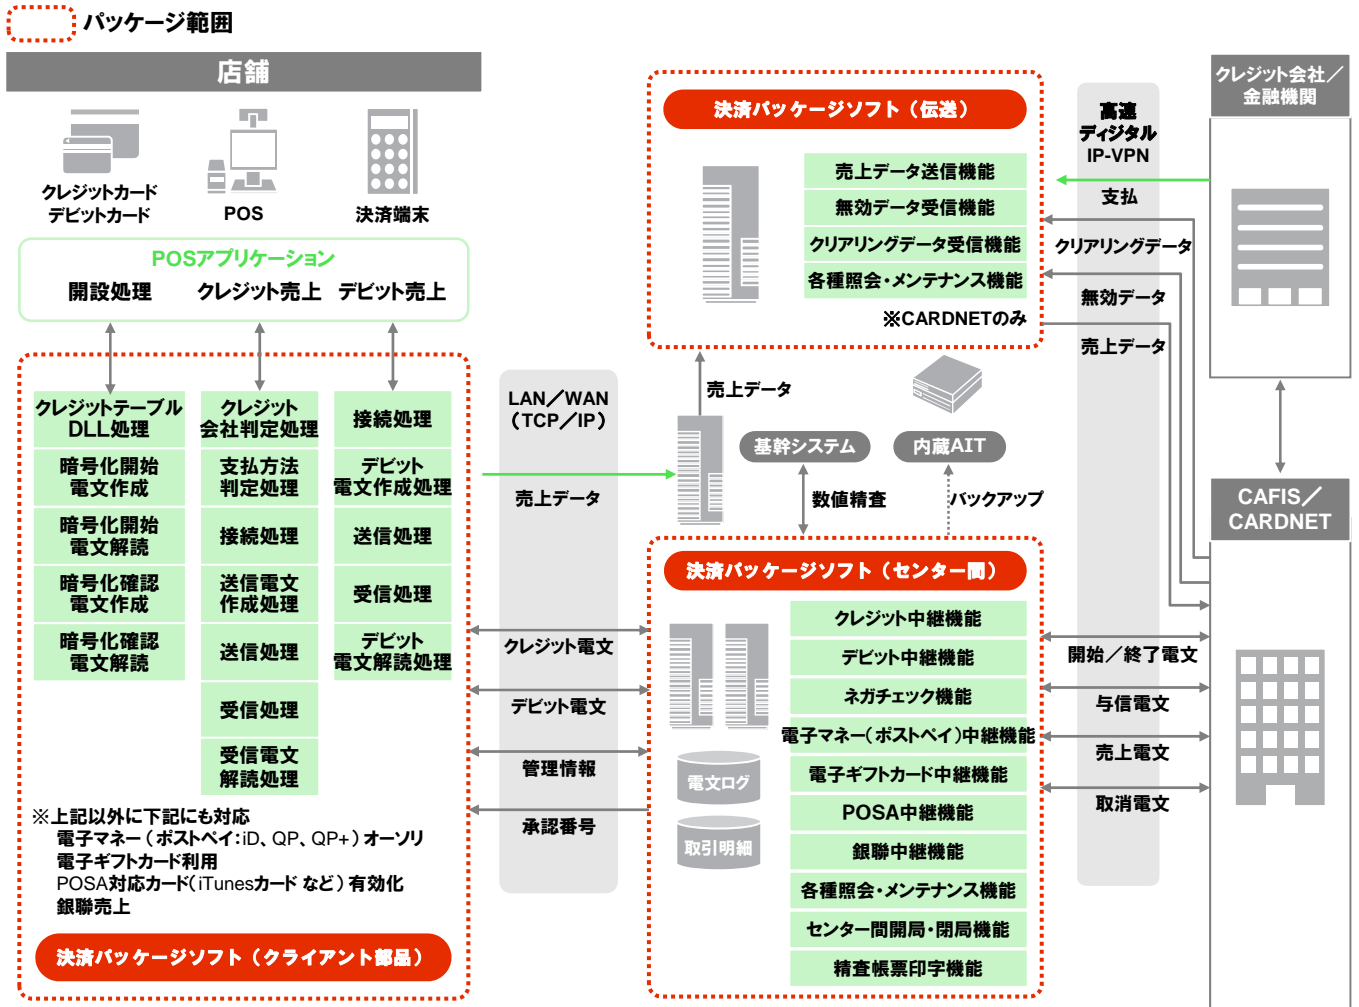 パッケージ範囲
店舗
クレジットカード
デビットカード
POS
決済端末
POSアプリケーション
開設処理
クレジット売上
デビット売上
クレジットテーブル
DLL処理
暗号化開始
電文作成
暗号化開始
電文解読
暗号化確認
電文作成
暗号化確認
電文解読
クレジット
会社判定処理
支払方法
判定処理
接続処理
送信電文
作成処理
送信処理
受信処理
受信電文
解読処理
接続処理
デビット
電文作成処理
送信処理
受信処理
デビット
電文解読処理
※上記以外に下記にも対応
電子マネー（ポストペイ：iD、QP、QP+）オーソリ
電子ギフトカード利用
POSA対応カード（iTunesカード など）有効化
銀聯売上
決済パッケージソフト（クライアント部品）
LAN／WAN
（TCP／IP）
売上データ
クレジット電文
デビット電文
管理情報
承認番号
決済パッケージソフト（伝送）
売上データ送信機能
無効データ受信機能
クリアリングデータ受信機能
各種照会・メンテナンス機能
※CARDNETのみ
売上データ
基幹システム
内蔵AIT
数値精査
バックアップ
決済パッケージソフト（センター間）
クレジット中継機能
デビット中継機能
ネガチェック機能
電子マネー（ポストペイ）中継機能
電子ギフトカード中継機能
POSA中継機能
銀聯中継機能
各種照会・メンテナンス機能
センター間開局・閉局機能
精査帳票印字機能
電文ログ
取引明細
高速
ディジタル
IP-VPN
支払
クリアリングデータ
無効データ
売上データ
開始／終了電文
与信電文
売上電文
取消電文
クレジット会社／
金融機関
CAFIS／
CARDNET